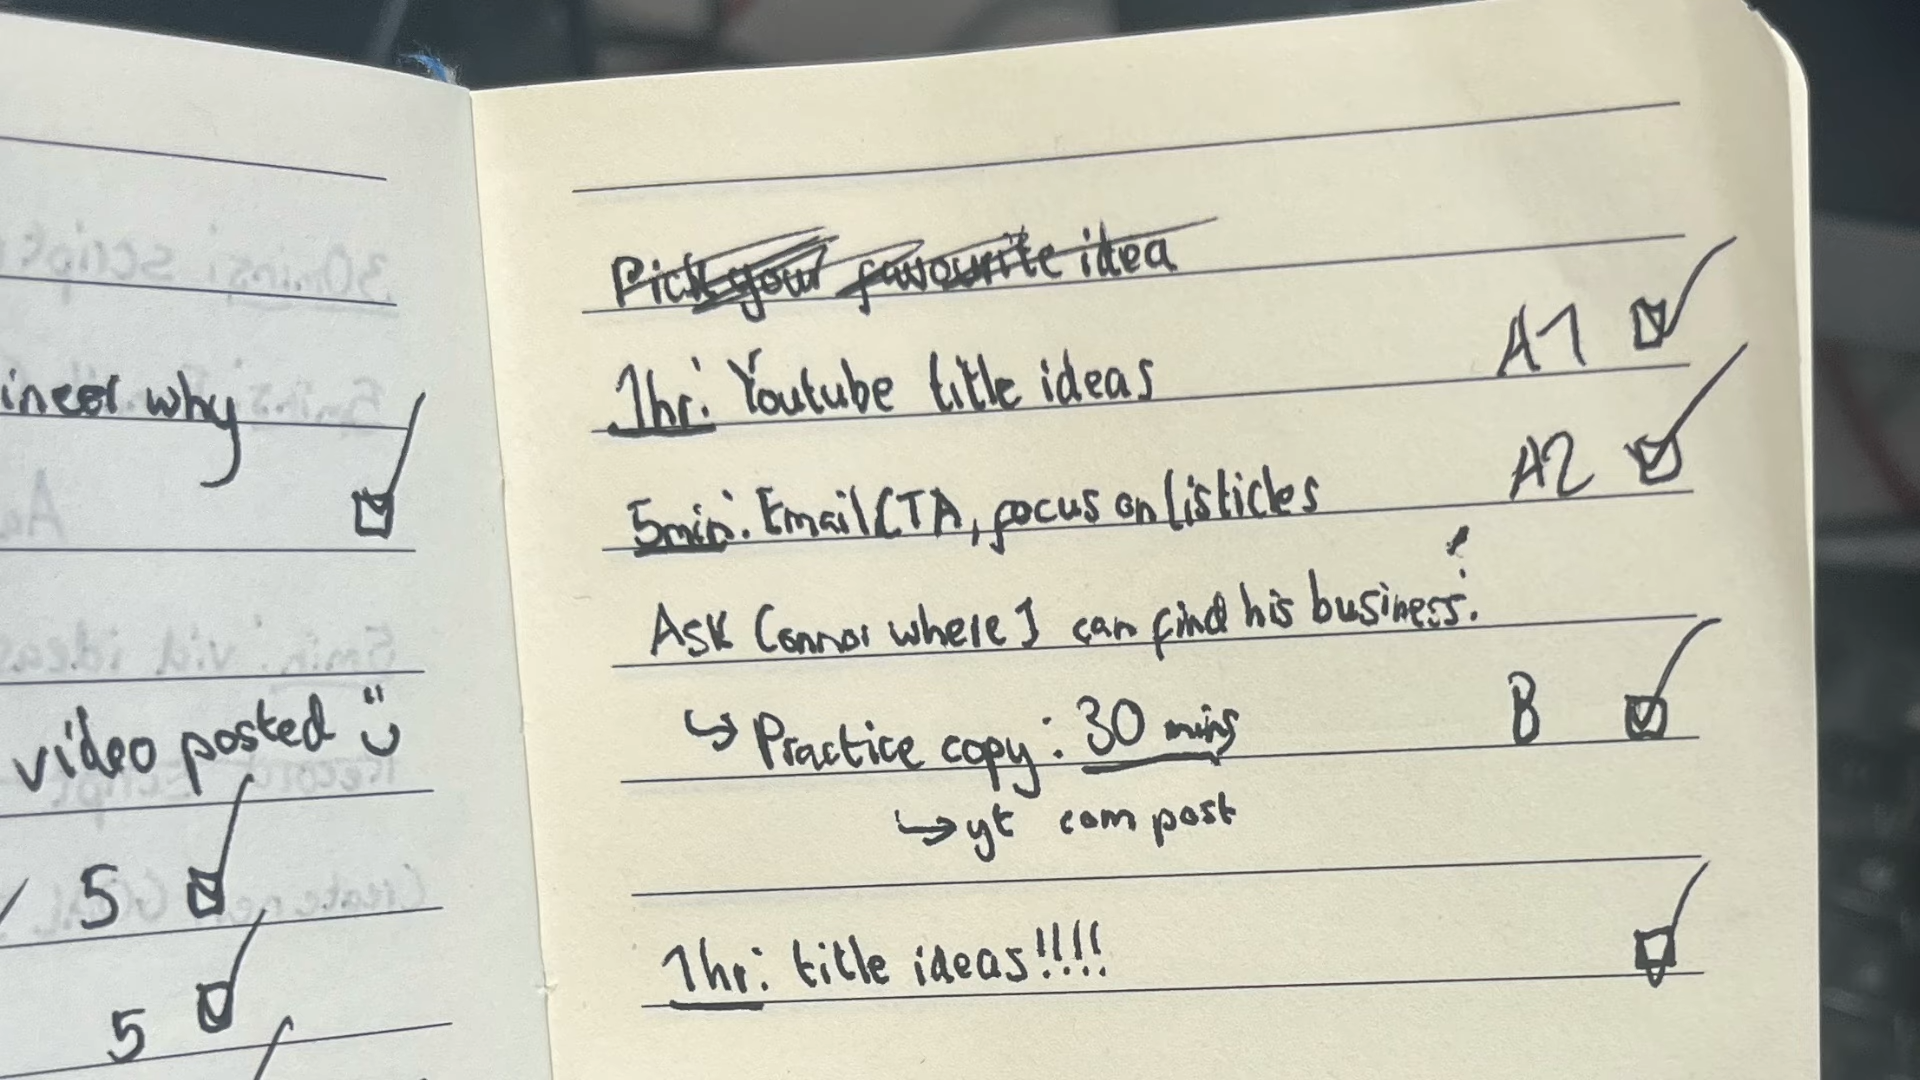 why
video posted
5
5
Pick your favourite idea
1hr: Youtube title ideas A1
5min: Email CTA, focus on listicles A2
Ask Connor where I can find his business?
↳ Practice copy: 30 mins B
↳ yt com post
1hr: title ideas!!!!